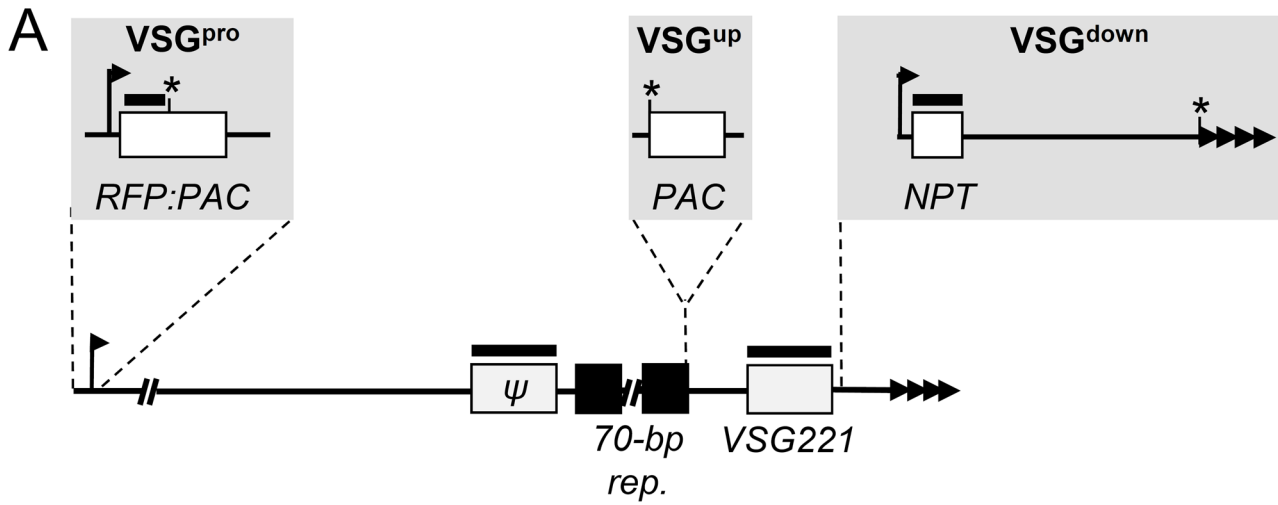 A
VSGpro VSGup VSGdown
* * *
RFP:PAC PAC NPT
ψ
70-bp VSG221
rep.